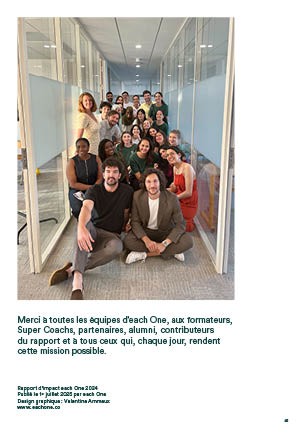 Merci à toutes les équipes d'each One, aux formateurs,
Super Coachs, partenaires, alumni, contributeurs
du rapport et à tous ceux qui, chaque jour, rendent
cette mission possible.
Rapport d'impact each One 2024
Publié le 1er juillet 2025 par each One
Design graphique : Valentine Ammeux
www.eachone.co